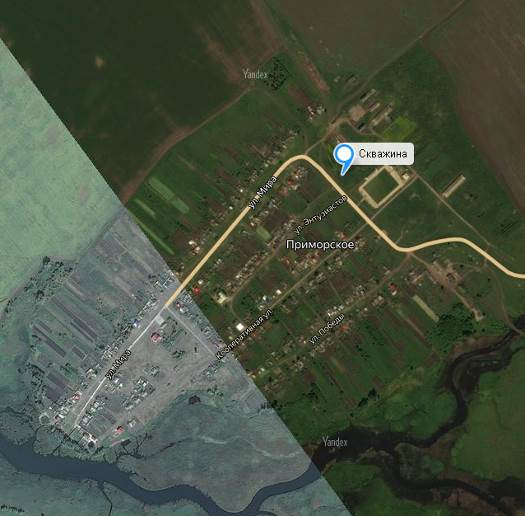 Yandex
Скважина
ул. Мира
ул. Энтузиастов
Приморское
Кооперативная ул.
ул. Победы
ул. Мира
Yandex